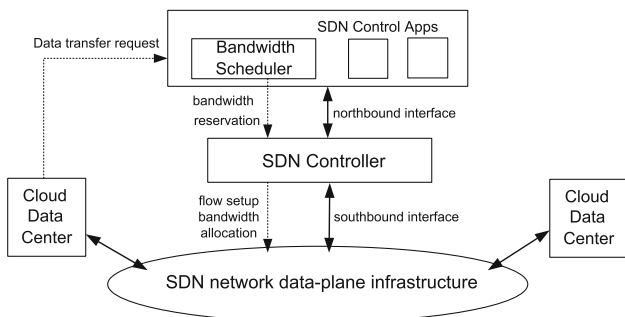 SDN Control Apps
Data transfer request
Bandwidth
Scheduler
bandwidth
reservation
northbound interface
SDN Controller
Cloud
Data
Center
flow setup
bandwidth
allocation
southbound interface
Cloud
Data
Center
SDN network data-plane infrastructure